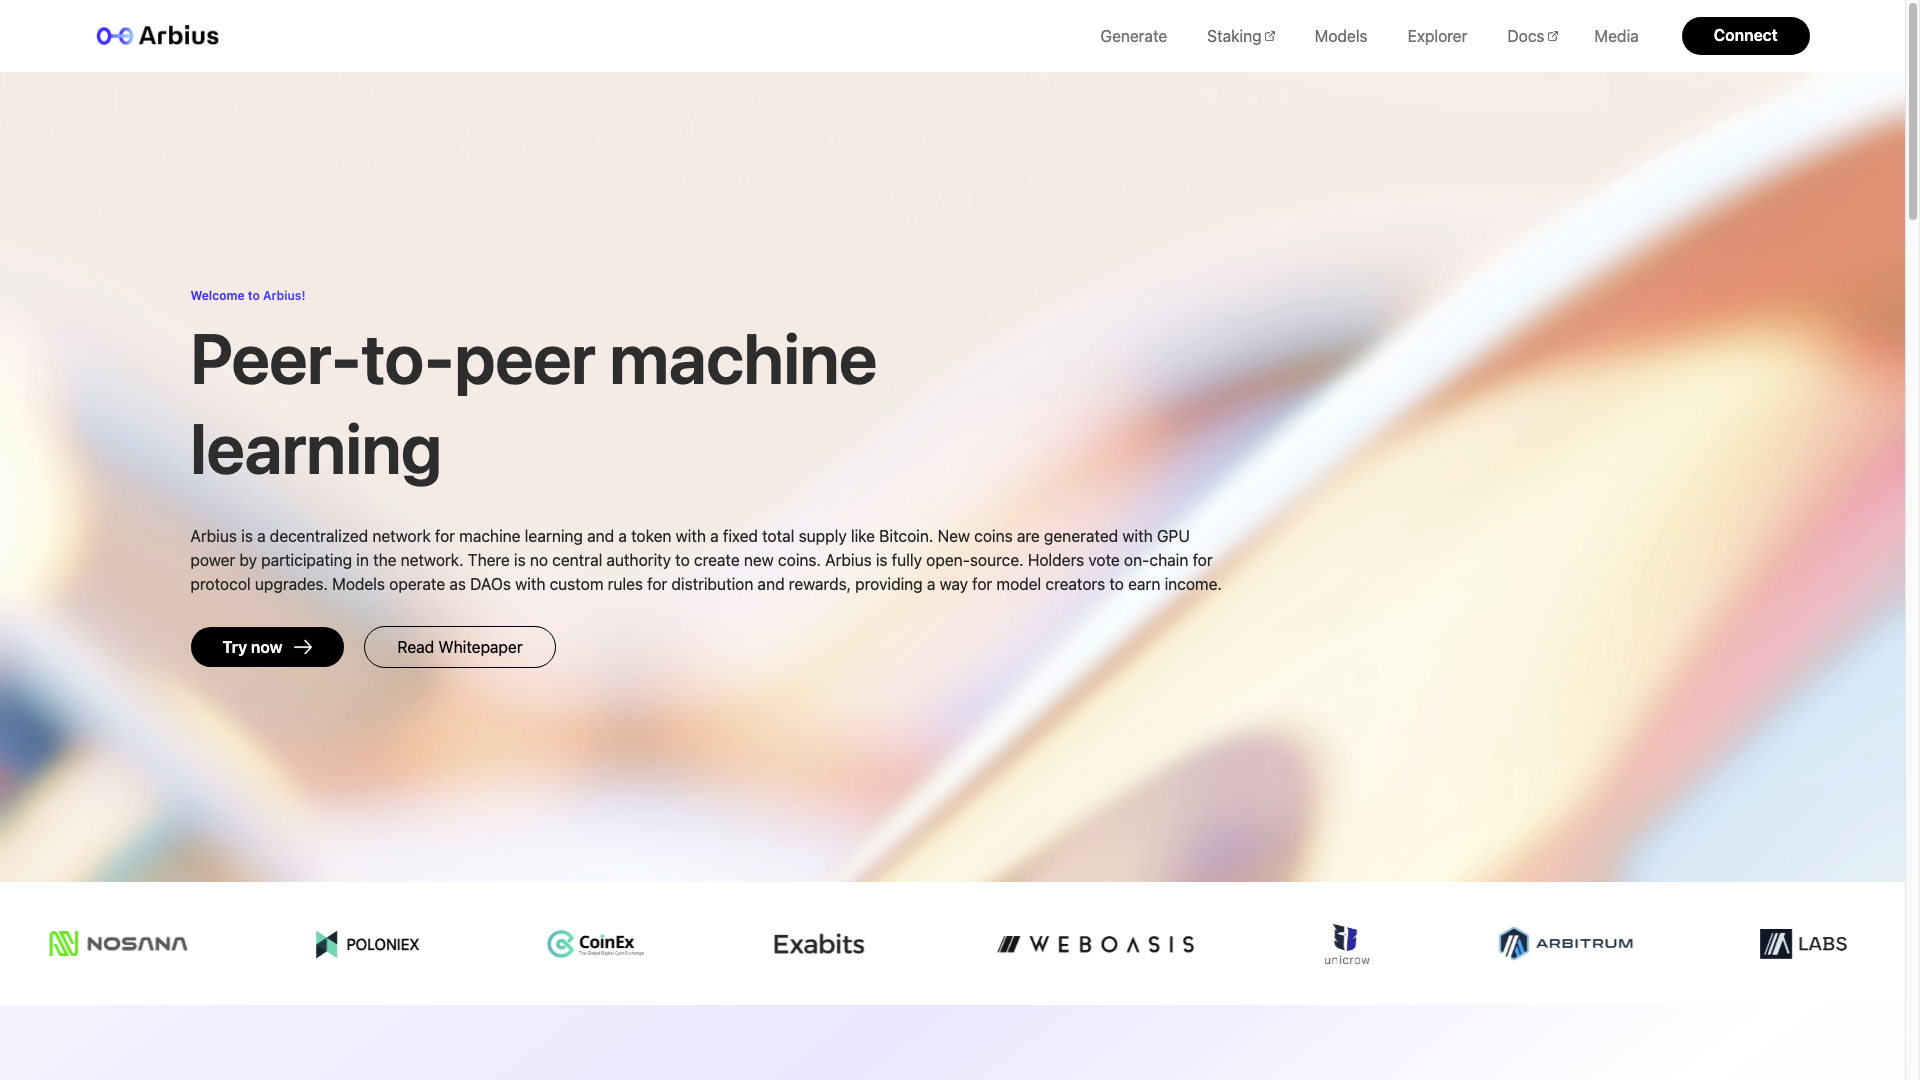 Arbius
Generate
Staking
Models
Explorer
Docs
Media
Connect
Welcome to Arbius!
Peer-to-peer machine
learning
Arbius is a decentralized network for machine learning and a token with a fixed total supply like Bitcoin. New coins are generated with GPU
power by participating in the network. There is no central authority to create new coins. Arbius is fully open-source. Holders vote on-chain for
protocol upgrades. Models operate as DAOs with custom rules for distribution and rewards, providing a way for model creators to earn income.
Try now
Read Whitepaper
NOSANA
POLONIEX
CoinEx
The Global Digital Coin Exchange
Exabits
WEBOASIS
unicrow
ARBITRUM
LABS